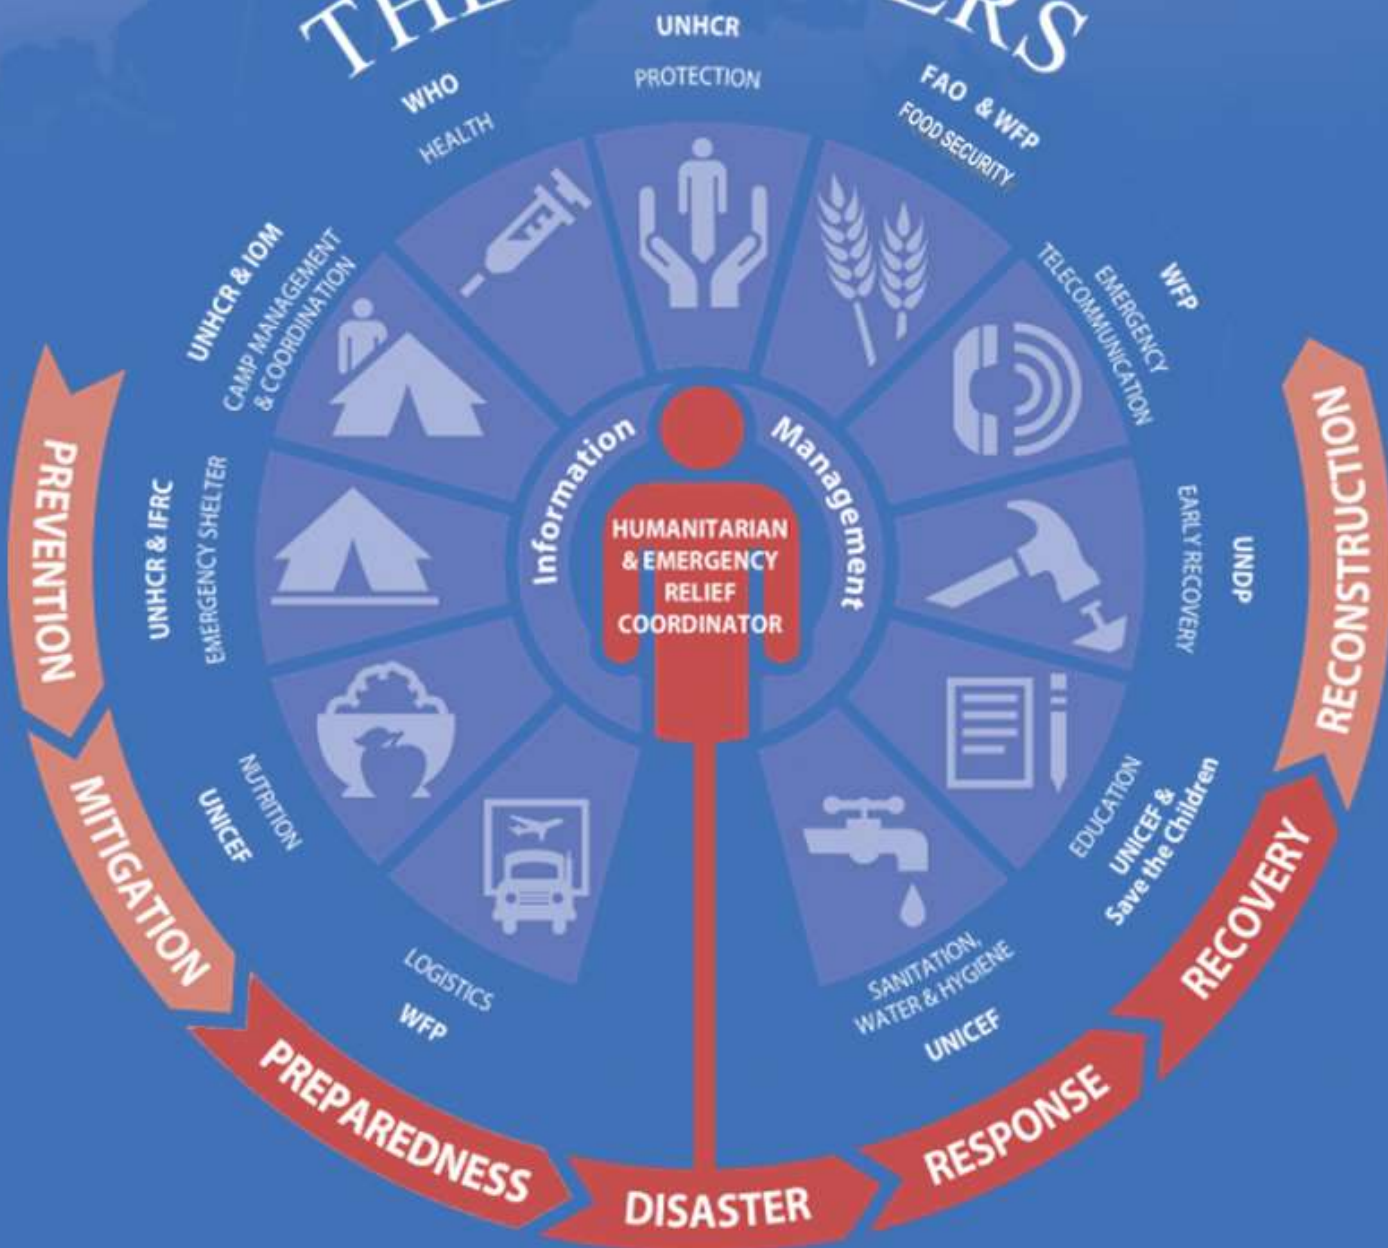 UNHCR
PROTECTION
FAO & WFP
FOOD SECURITY
WFP
EMERGENCY
TELECOMMUNICATION
UNDP
EARLY RECOVERY
EDUCATION
UNICEF &
Save the Children
SANITATION,
WATER & HYGIENE
UNICEF
LOGISTICS
WFP
NUTRITION
UNICEF
UNHCR & IFRC
EMERGENCY SHELTER
UNHCR & IOM
CAMP MANAGEMENT
& COORDINATION
WHO
HEALTH
Information
Management
HUMANITARIAN
& EMERGENCY
RELIEF
COORDINATOR
PREVENTION
MITIGATION
PREPAREDNESS
DISASTER
RESPONSE
RECOVERY
RECONSTRUCTION